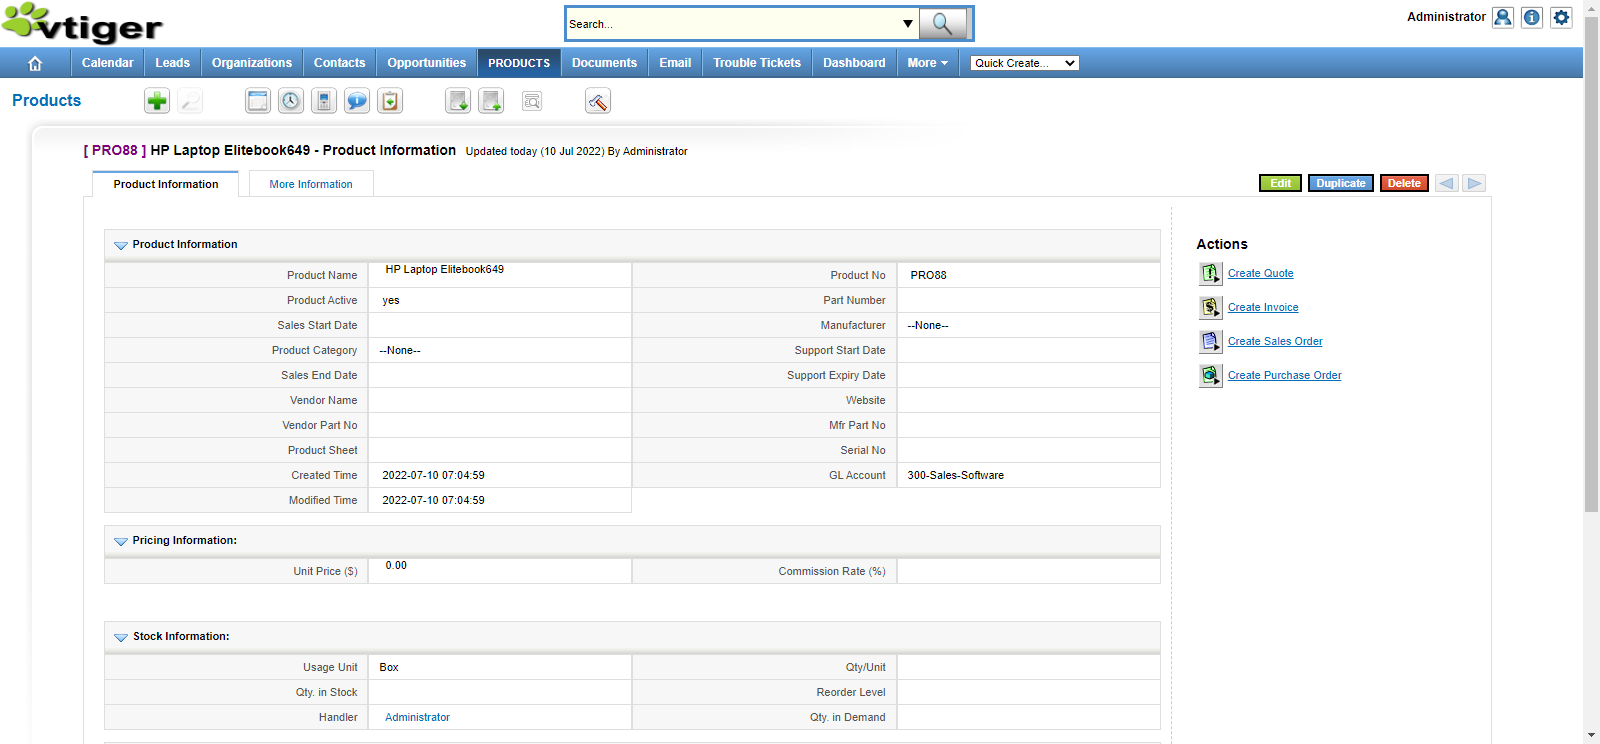 vtiger
Search...
Administrator
Calendar Leads Organizations Contacts Opportunities PRODUCTS Documents Email Trouble Tickets Dashboard More Quick Create...
Products
[ PRO88 ] HP Laptop Elitebook649 - Product Information Updated today (10 Jul 2022) By Administrator
Product Information More Information Edit Duplicate Delete
Product Information
Product Name HP Laptop Elitebook649 Product No PRO88
Product Active yes Part Number
Sales Start Date Manufacturer --None--
Product Category --None-- Support Start Date
Sales End Date Support Expiry Date
Vendor Name Website
Vendor Part No Mfr Part No
Product Sheet Serial No
Created Time 2022-07-10 07:04:59 GL Account 300-Sales-Software
Modified Time 2022-07-10 07:04:59
Pricing Information:
Unit Price ($) 0.00 Commission Rate (%)
Stock Information:
Usage Unit Box Qty/Unit
Qty. in Stock Reorder Level
Handler Administrator Qty. in Demand
Actions
Create Quote
Create Invoice
Create Sales Order
Create Purchase Order